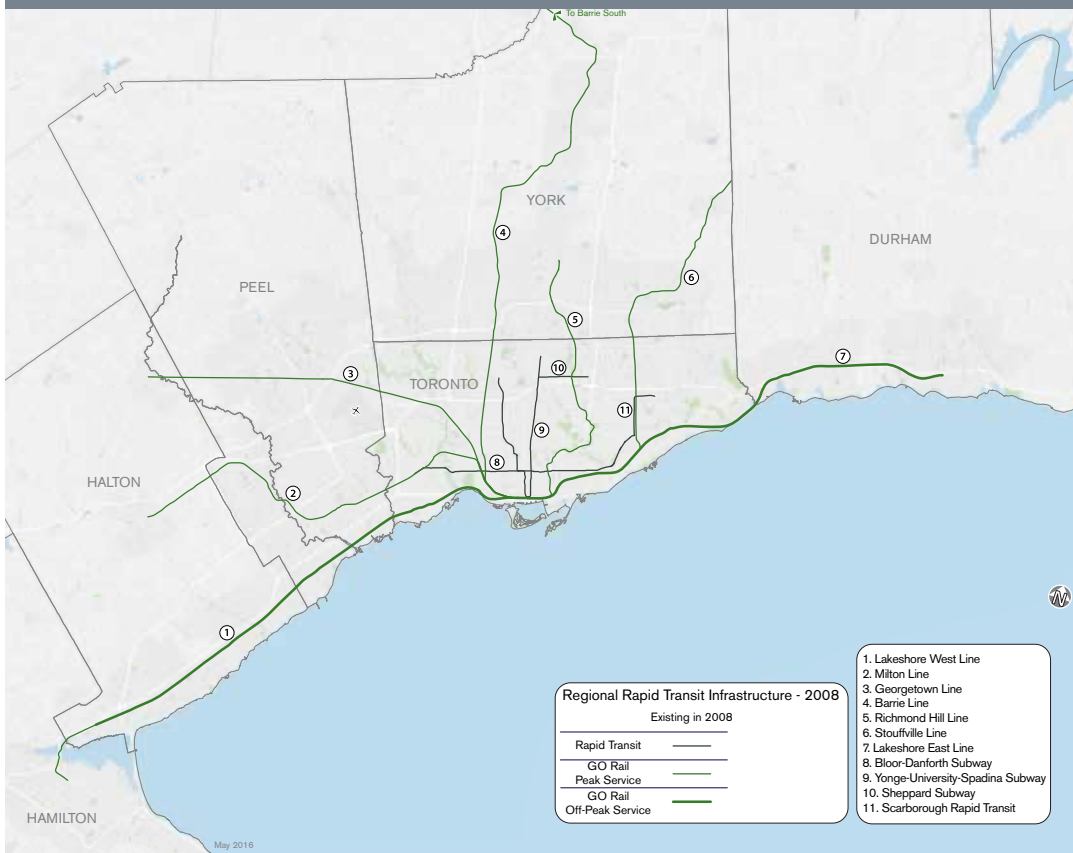 To Barrie South
YORK
4
DURHAM
6
PEEL
5
7
10
3
TORONTO
11
9
8
HALTON
2
N
1
Regional Rapid Transit Infrastructure - 2008
Existing in 2008
Rapid Transit
GO Rail
Peak Service
GO Rail
Off-Peak Service
1. Lakeshore West Line
2. Milton Line
3. Georgetown Line
4. Barrie Line
5. Richmond Hill Line
6. Stouffville Line
7. Lakeshore East Line
8. Bloor-Danforth Subway
9. Yonge-University-Spadina Subway
10. Sheppard Subway
11. Scarborough Rapid Transit
HAMILTON
May 2016